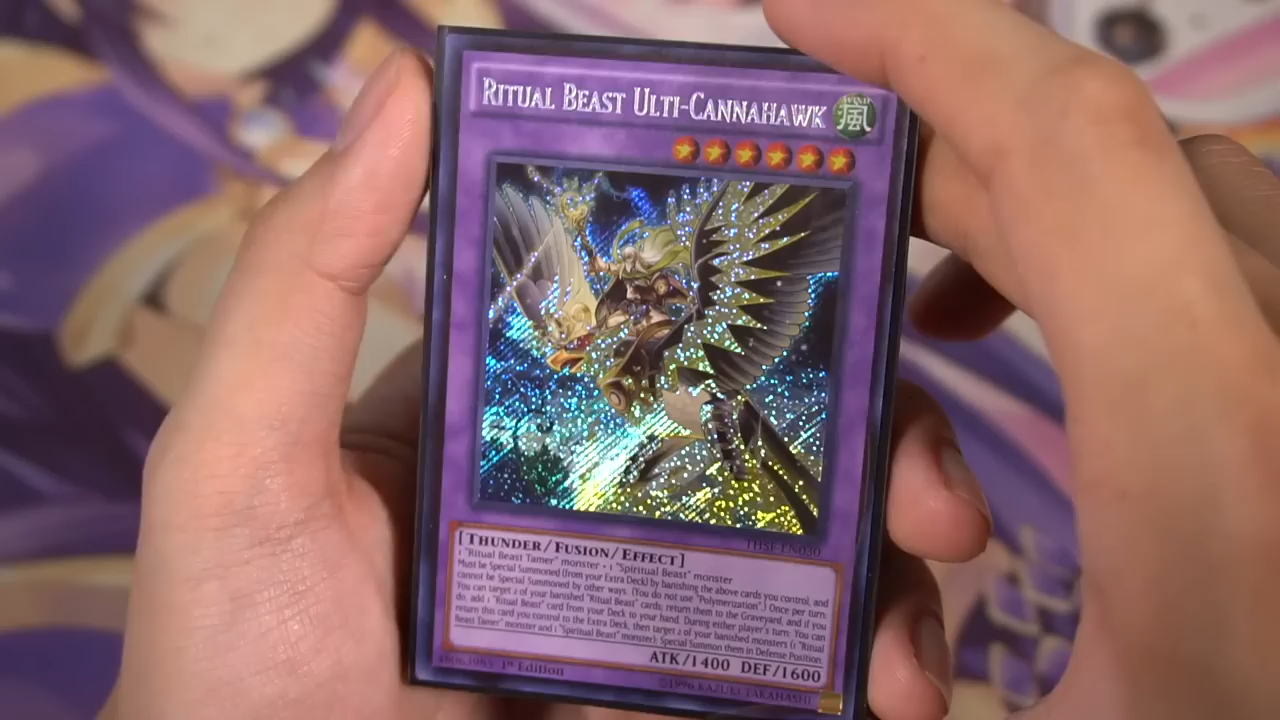 RITUAL BEAST ULTI-CANNAHAWK
WIND
風
THSF-EN030
[THUNDER/FUSION/EFFECT]
1 "Ritual Beast Tamer" monster + 1 "Spiritual Beast" monster
Must be Special Summoned (from your Extra Deck) by banishing the above cards you control, and
cannot be Special Summoned by other ways. (You do not use "Polymerization".) Once per turn:
You can target 2 of your banished "Ritual Beast" cards; return them to the Graveyard, and if you
do, add 1 "Ritual Beast" card from your Deck to your hand. During either player's turn: You can
return this card you control to the Extra Deck, then target 2 of your banished monsters (1 "Ritual
Beast Tamer" monster and 1 "Spiritual Beast" monster); Special Summon them in Defense Position.
ATK/1400 DEF/1600
1st Edition
©1996 KAZUKI TAKAHASHI